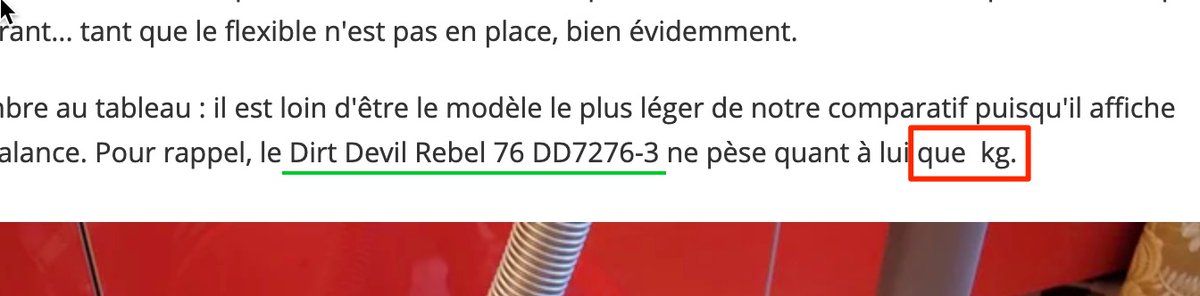 rant... tant que le flexible n'est pas en place, bien évidemment.
bre au tableau : il est loin d'être le modèle le plus léger de notre comparatif puisqu'il affiche
alance. Pour rappel, le Dirt Devil Rebel 76 DD7276-3 ne pèse quant à lui que  kg.